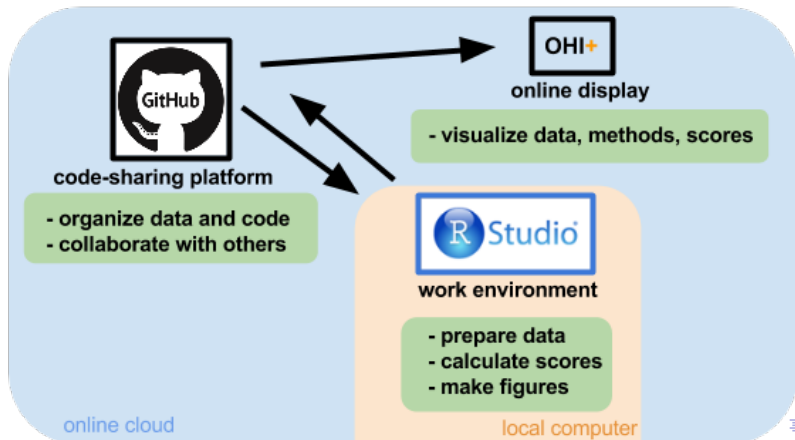 GitHub
code-sharing platform
- organize data and code
- collaborate with others
OHI+
online display
- visualize data, methods, scores
R Studio
work environment
- prepare data
- calculate scores
- make figures
online cloud
local computer